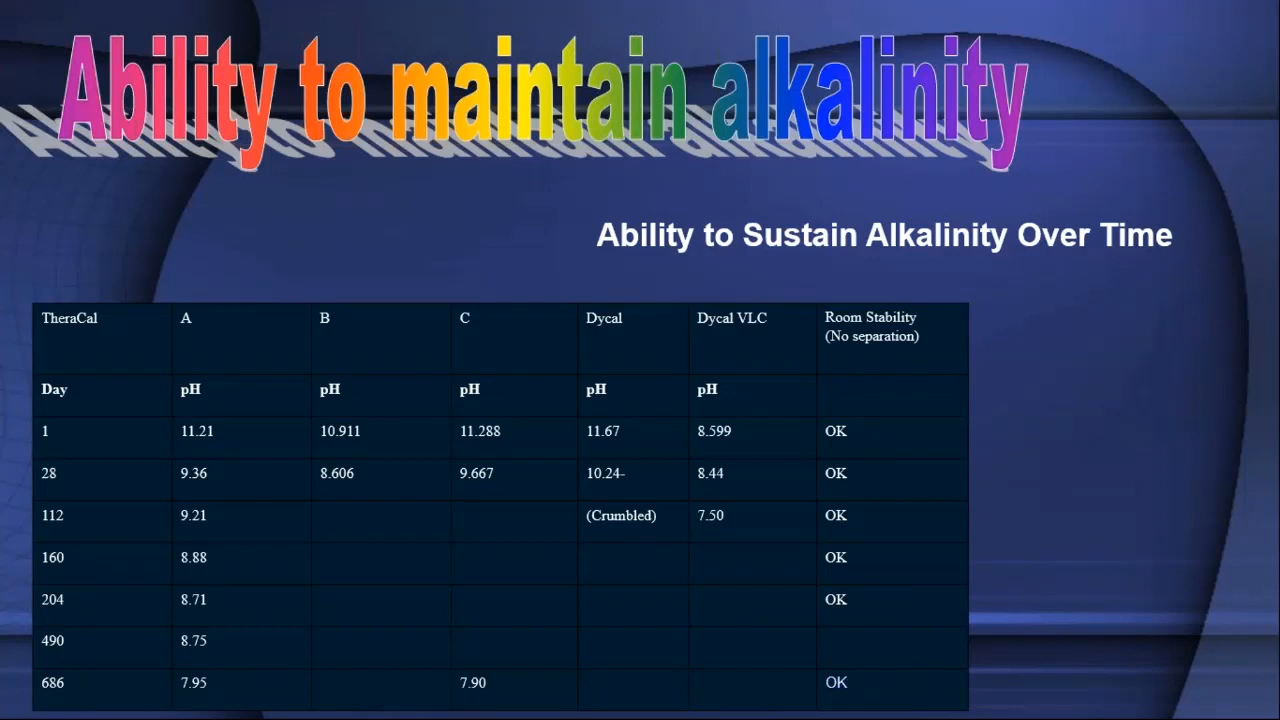 Ability to maintain alkalinity
Ability to Sustain Alkalinity Over Time
TheraCal A B C Dycal Dycal VLC Room Stability
(No separation)
Day pH pH pH pH pH
1 11.21 10.911 11.288 11.67 8.599 OK
28 9.36 8.606 9.667 10.24- 8.44 OK
112 9.21 (Crumbled) 7.50 OK
160 8.88 OK
204 8.71 OK
490 8.75
686 7.95 7.90 OK